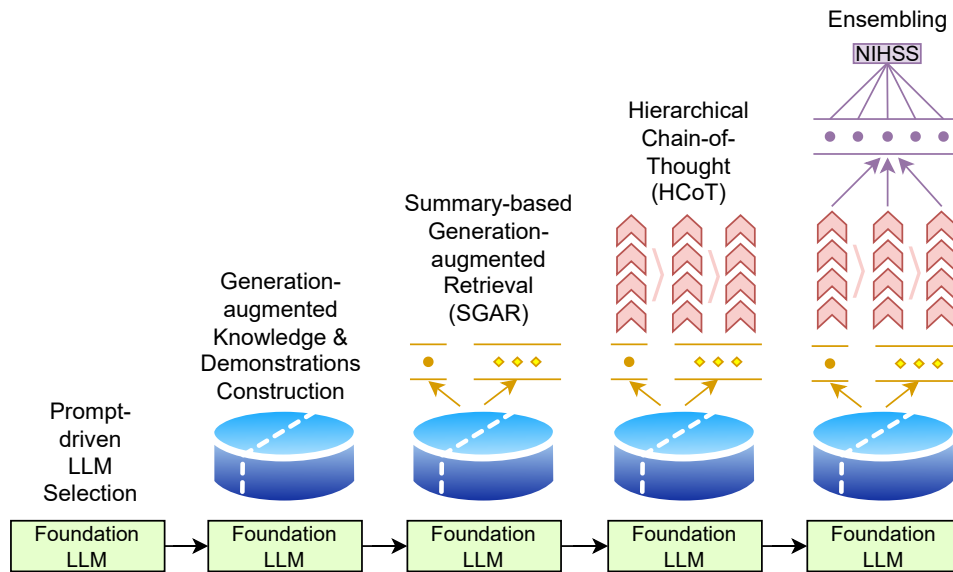 Prompt-
driven
LLM
Selection
Foundation
LLM
Generation-
augmented
Knowledge &
Demonstrations
Construction
Foundation
LLM
Summary-based
Generation-
augmented
Retrieval
(SGAR)
Foundation
LLM
Hierarchical
Chain-of-
Thought
(HCoT)
Foundation
LLM
Ensembling
NIHSS
Foundation
LLM